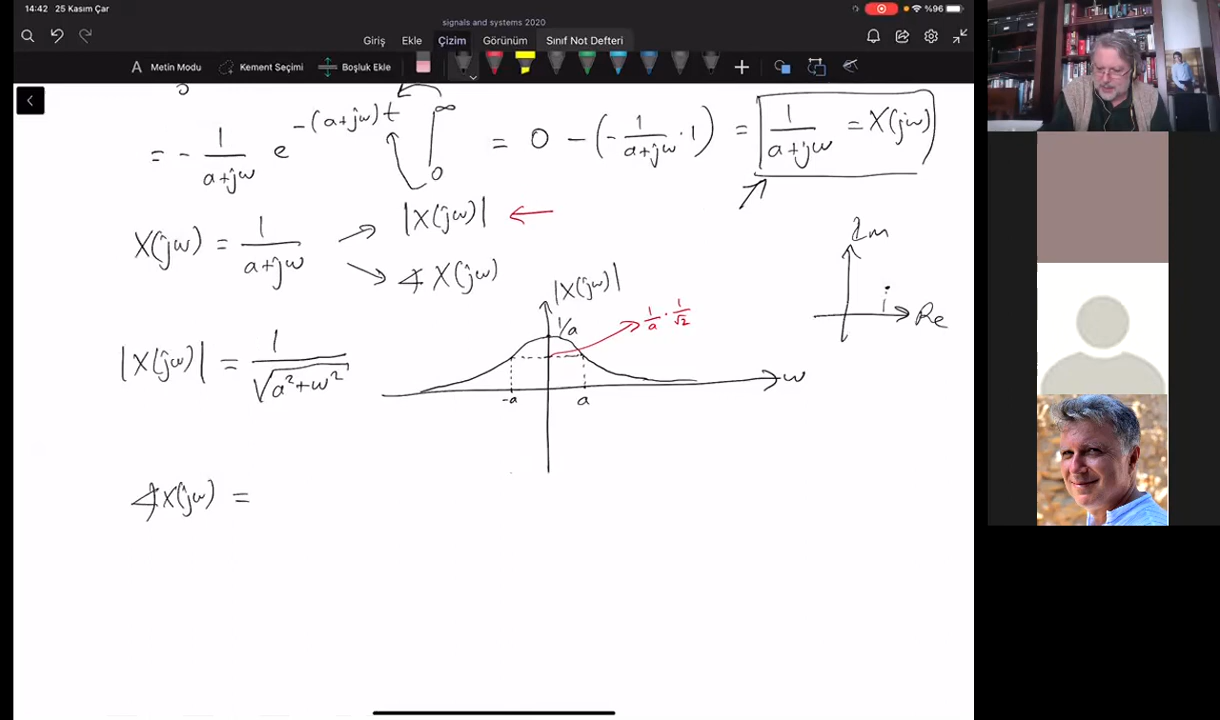 14:42 25 Kasım Çar
%96
signals and systems 2020
Giriş Ekle Çizim Görünüm Sınıf Not Defteri
A Metin Modu Kement Seçimi Boşluk Ekle
= - 1/(a+jω) e^-(a+jω)t |_0^∞ = 0 - (- 1/(a+jω) · 1) = 1/(a+jω) = X(jω)
X(jω) = 1/(a+jω) → |X(jω)| ←
→ ∢ X(jω)
Im
Re
|X(jω)|
1/a
1/a · 1/√2
|X(jω)| = 1/√(a²+ω²)
ω
-a a
∢X(jω) =